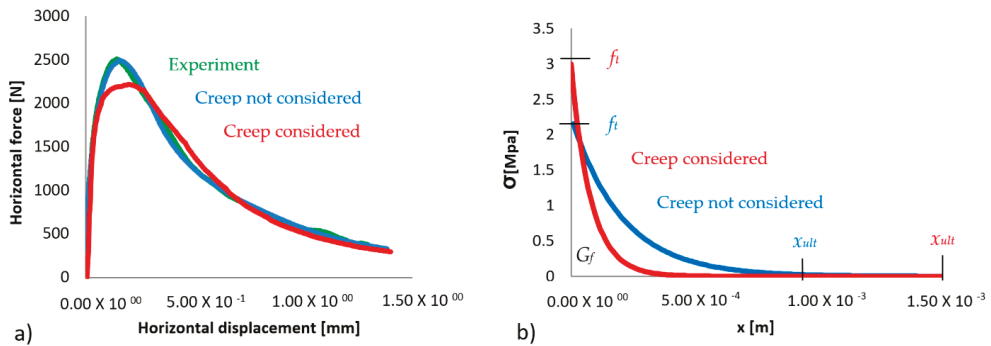 3000
2500
2000
1500
1000
500
0
Horizontal force [N]
Experiment
Creep not considered
Creep considered
0.00 X 10 ⁰⁰
5.00 X 10 ⁻¹
1.00 X 10 ⁰⁰
1.50 X 10 ⁰⁰
Horizontal displacement [mm]
a)
3.5
3
2.5
2
1.5
1
0.5
0
σ[Mpa]
ft
ft
Creep considered
Creep not considered
xult
xult
Gf
0.00 X 10 ⁰⁰
5.00 X 10 ⁻⁴
1.00 X 10 ⁻³
1.50 X 10 ⁻³
x [m]
b)